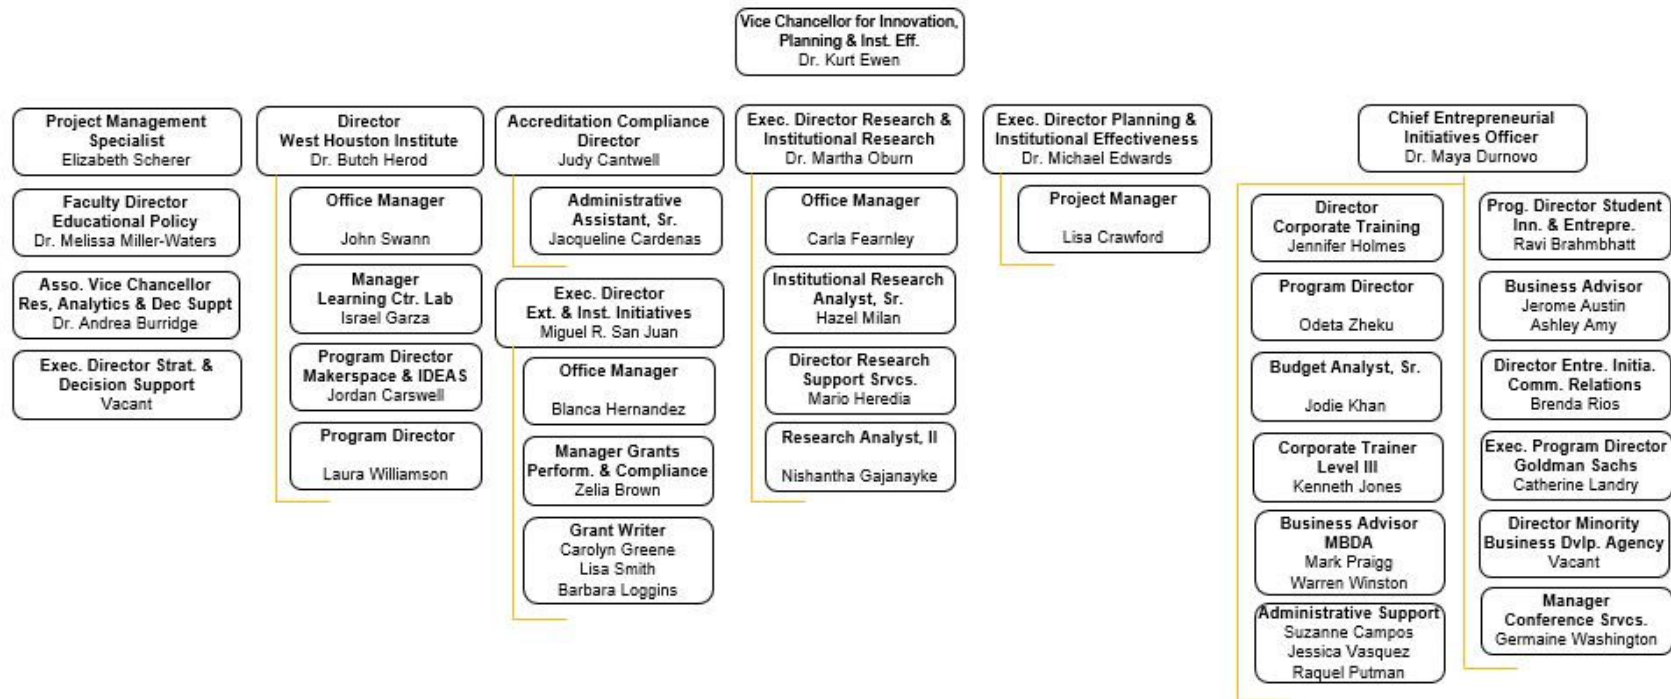 Vice Chancellor for Innovation,
Planning & Inst. Eff.
Dr. Kurt Ewen
Project Management
Specialist
Elizabeth Scherer
Faculty Director
Educational Policy
Dr. Melissa Miller-Waters
Asso. Vice Chancellor
Res, Analytics & Dec Suppt
Dr. Andrea Burridge
Exec. Director Strat. &
Decision Support
Vacant
Director
West Houston Institute
Dr. Butch Herod
Office Manager
John Swann
Manager
Learning Ctr. Lab
Israel Garza
Program Director
Makerspace & IDEAS
Jordan Carswell
Program Director
Laura Williamson
Accreditation Compliance
Director
Judy Cantwell
Administrative
Assistant, Sr.
Jacqueline Cardenas
Exec. Director
Ext. & Inst. Initiatives
Miguel R. San Juan
Office Manager
Blanca Hernandez
Manager Grants
Perform. & Compliance
Zelia Brown
Grant Writer
Carolyn Greene
Lisa Smith
Barbara Loggins
Exec. Director Research &
Institutional Research
Dr. Martha Oburn
Office Manager
Carla Fearnley
Institutional Research
Analyst, Sr.
Hazel Milan
Director Research
Support Srvcs.
Mario Heredia
Research Analyst, II
Nishantha Gajanayke
Exec. Director Planning &
Institutional Effectiveness
Dr. Michael Edwards
Project Manager
Lisa Crawford
Chief Entrepreneurial
Initiatives Officer
Dr. Maya Durnovo
Director
Corporate Training
Jennifer Holmes
Program Director
Odeta Zheku
Budget Analyst, Sr.
Jodie Khan
Corporate Trainer
Level III
Kenneth Jones
Business Advisor
MBDA
Mark Praigg
Warren Winston
Administrative Support
Suzanne Campos
Jessica Vasquez
Raquel Putman
Prog. Director Student
Inn. & Entrepre.
Ravi Brahmbhatt
Business Advisor
Jerome Austin
Ashley Amy
Director Entre. Initia.
Comm. Relations
Brenda Rios
Exec. Program Director
Goldman Sachs
Catherine Landry
Director Minority
Business Dvlp. Agency
Vacant
Manager
Conference Srvcs.
Germaine Washington